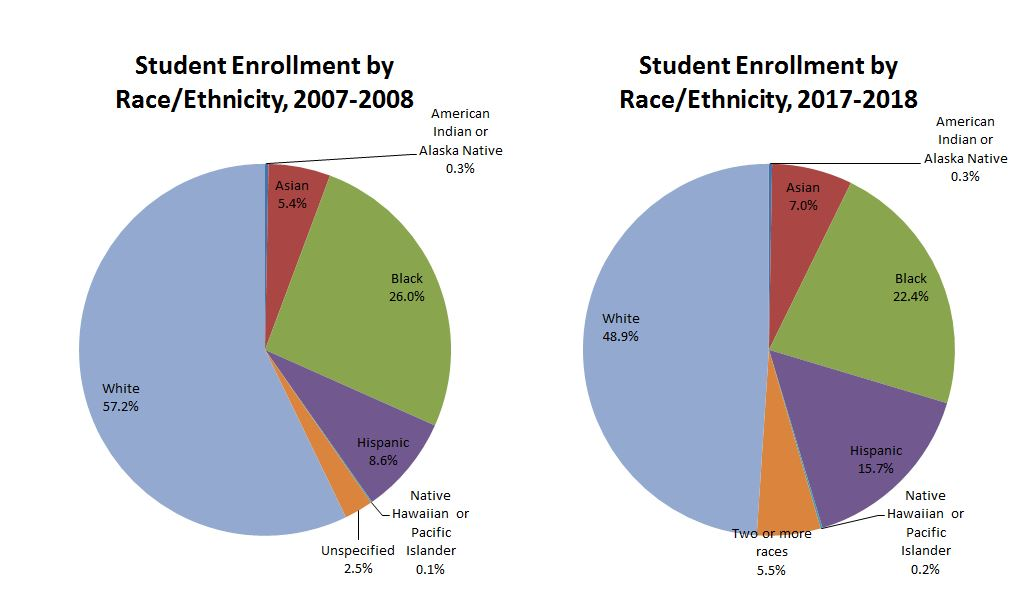 Student Enrollment by
Race/Ethnicity, 2007-2008
American
Indian or
Alaska Native
0.3%
Asian
5.4%
Black
26.0%
White
57.2%
Hispanic
8.6%
Native
Hawaiian or
Pacific
Islander
0.1%
Unspecified
2.5%
Student Enrollment by
Race/Ethnicity, 2017-2018
American
Indian or
Alaska Native
0.3%
Asian
7.0%
Black
22.4%
White
48.9%
Hispanic
15.7%
Native
Hawaiian or
Pacific
Islander
0.2%
Two or more
races
5.5%